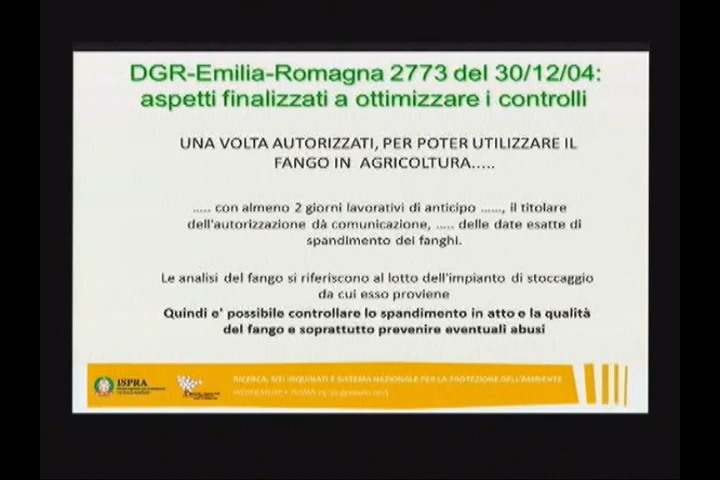 DGR-Emilia-Romagna 2773 del 30/12/04:
aspetti finalizzati a ottimizzare i controlli
UNA VOLTA AUTORIZZATI, PER POTER UTILIZZARE IL
FANGO IN AGRICOLTURA.....
..... con almeno 2 giorni lavorativi di anticipo ......, il titolare
dell'autorizzazione dà comunicazione, ..... delle date esatte di
spandimento dei fanghi.
Le analisi del fango si riferiscono al lotto dell'impianto di stoccaggio
da cui esso proviene
Quindi e' possibile controllare lo spandimento in atto e la qualità
del fango e soprattutto prevenire eventuali abusi
ISPRA
RICERCA, SITI INQUINATI E SISTEMA NAZIONALE PER LA PROTEZIONE DELL'AMBIENTE
WORKSHOP • ROMA